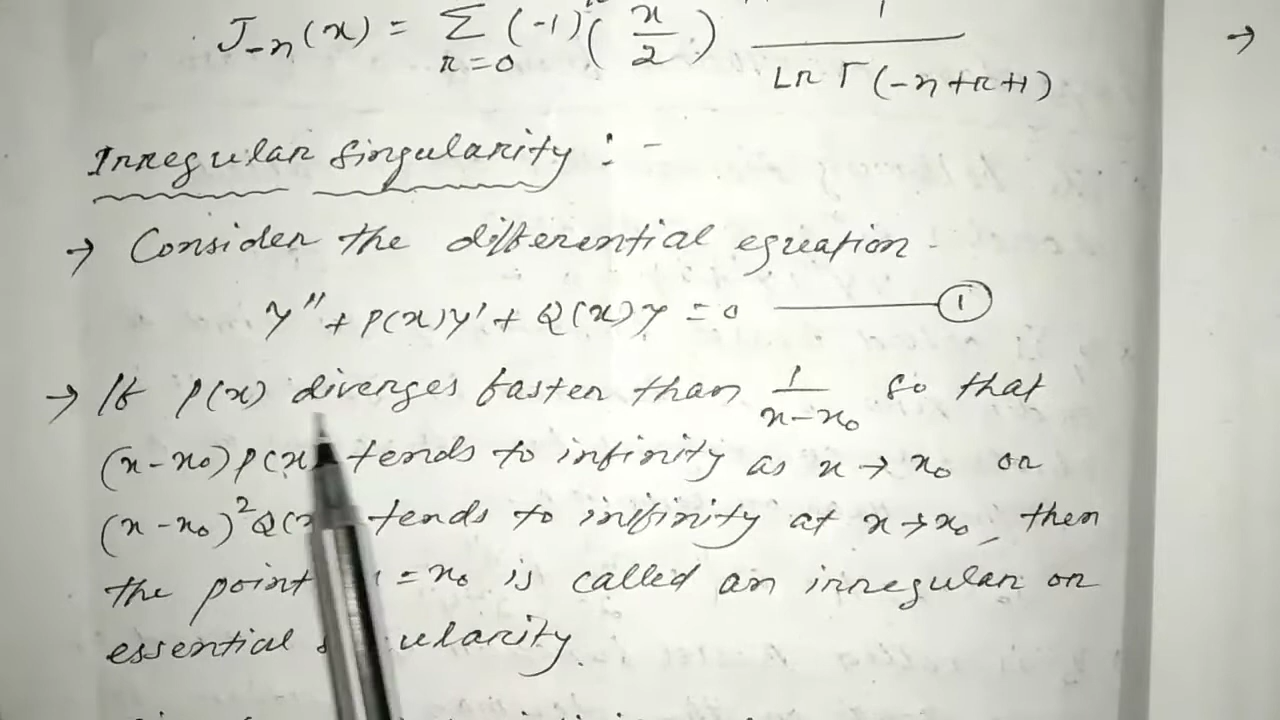 J₋ₙ(x) = Σ (-1) (x/2) 1/(Lr Γ(-n+r+1))
r=0
→
Irregular Singularity : -
→ Consider the differential equation -
y'' + P(x)y' + Q(x)y = 0 ——— ①
→ If P(x) diverges faster than 1/(x-x₀) so that
(x-x₀)P(x tends to infinity as x → x₀ or
(x-x₀)²Q( tends to infinity at x→x₀, then
the point = x₀ is called an irregular or
essential s ularity.